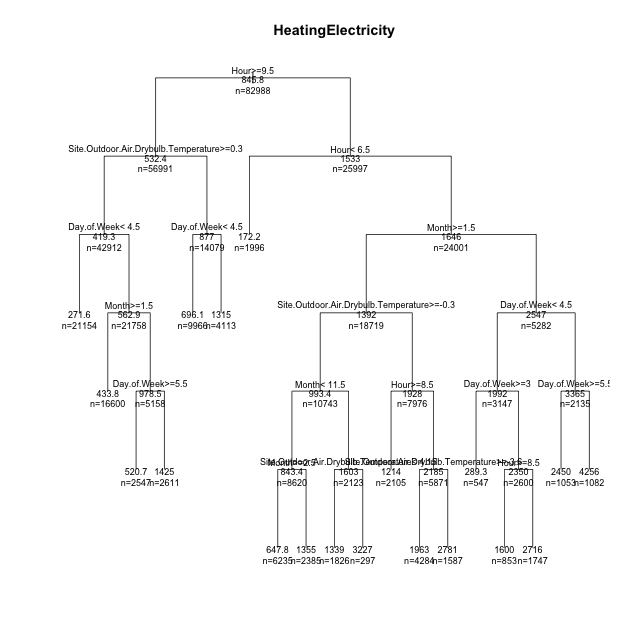 HeatingElectricity
Hour>=9.5
845.8
n=82988
Site.Outdoor.Air.Drybulb.Temperature>=0.3
532.4
n=56991
Hour< 6.5
1533
n=25997
Day.of.Week< 4.5
419.3
n=42912
Day.of.Week< 4.5
877
n=14079
172.2
n=1996
Month>=1.5
1646
n=24001
271.6
n=21154
Month>=1.5
562.9
n=21758
696.1
n=9966
1315
n=4113
Site.Outdoor.Air.Drybulb.Temperature>=-0.3
1392
n=18719
Day.of.Week< 4.5
2547
n=5282
433.8
n=16600
Day.of.Week>=5.5
978.5
n=5158
Month< 11.5
993.4
n=10743
Hour>=8.5
1928
n=7976
Day.of.Week>=3
1992
n=3147
Day.of.Week>=5.5
3365
n=2135
520.7
n=2547
1425
n=2611
843.4
n=8620
1603
n=2123
1214
n=2105
2185
n=5871
289.3
n=547
2350
n=2600
2450
n=1053
4256
n=1082
647.8
n=6235
1355
n=2385
1339
n=1826
3227
n=297
1963
n=4284
2781
n=1587
1600
n=853
2716
n=1747